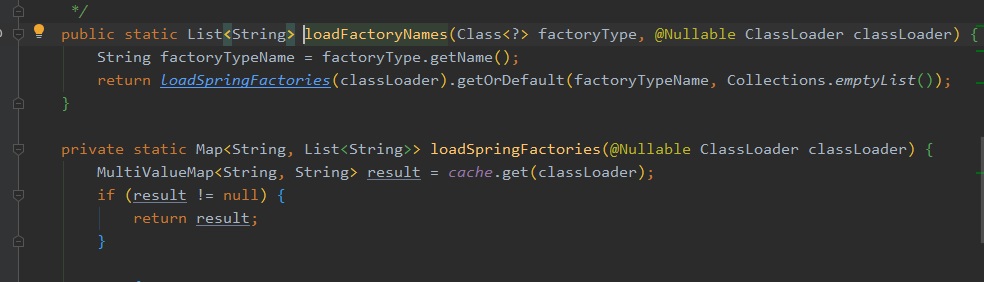 */
public static List<String> loadFactoryNames(Class<?> factoryType, @Nullable ClassLoader classLoader) {
String factoryTypeName = factoryType.getName();
return LoadSpringFactories(classLoader).getOrDefault(factoryTypeName, Collections.emptyList());
}
private static Map<String, List<String>> loadSpringFactories(@Nullable ClassLoader classLoader) {
MultiValueMap<String, String> result = cache.get(classLoader);
if (result != null) {
return result;
}